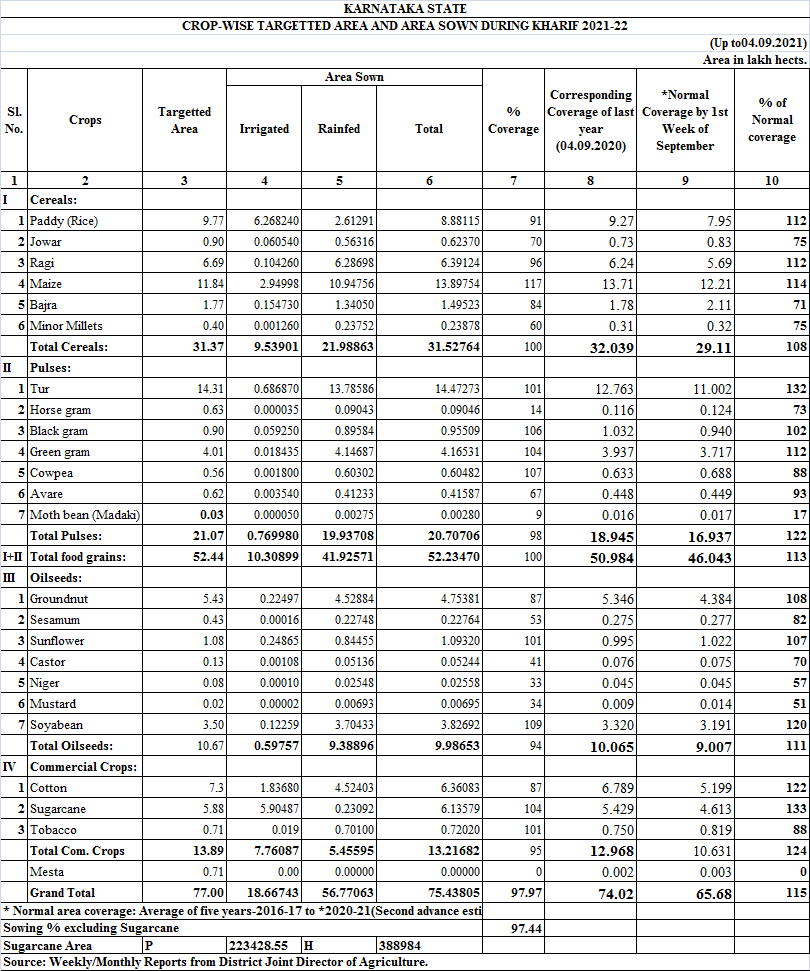 KARNATAKA STATE
CROP-WISE TARGETTED AREA AND AREA SOWN DURING KHARIF 2021-22
(Up to04.09.2021)
Area in lakh hects.
Sl. No. Crops Targetted Area Area Sown Irrigated Rainfed Total % Coverage Corresponding Coverage of last year (04.09.2020) *Normal Coverage by 1st Week of September % of Normal coverage
1 2 3 4 5 6 7 8 9 10
I Cereals:
1 Paddy (Rice) 9.77 6.268240 2.61291 8.88115 91 9.27 7.95 112
2 Jowar 0.90 0.060540 0.56316 0.62370 70 0.73 0.83 75
3 Ragi 6.69 0.104260 6.28698 6.39124 96 6.24 5.69 112
4 Maize 11.84 2.94998 10.94756 13.89754 117 13.71 12.21 114
5 Bajra 1.77 0.154730 1.34050 1.49523 84 1.78 2.11 71
6 Minor Millets 0.40 0.001260 0.23752 0.23878 60 0.31 0.32 75
Total Cereals: 31.37 9.53901 21.98863 31.52764 100 32.039 29.11 108
II Pulses:
1 Tur 14.31 0.686870 13.78586 14.47273 101 12.763 11.002 132
2 Horse gram 0.63 0.000035 0.09043 0.09046 14 0.116 0.124 73
3 Black gram 0.90 0.059250 0.89584 0.95509 106 1.032 0.940 102
4 Green gram 4.01 0.018435 4.14687 4.16531 104 3.937 3.717 112
5 Cowpea 0.56 0.001800 0.60302 0.60482 107 0.633 0.688 88
6 Avare 0.62 0.003540 0.41233 0.41587 67 0.448 0.449 93
7 Moth bean (Madaki) 0.03 0.000050 0.00275 0.00280 9 0.016 0.017 17
Total Pulses: 21.07 0.769980 19.93708 20.70706 98 18.945 16.937 122
I+II Total food grains: 52.44 10.30899 41.92571 52.23470 100 50.984 46.043 113
III Oilseeds:
1 Groundnut 5.43 0.22497 4.52884 4.75381 87 5.346 4.384 108
2 Sesamum 0.43 0.00016 0.22748 0.22764 53 0.275 0.277 82
3 Sunflower 1.08 0.24865 0.84455 1.09320 101 0.995 1.022 107
4 Castor 0.13 0.00108 0.05136 0.05244 41 0.076 0.075 70
5 Niger 0.08 0.00010 0.02548 0.02558 33 0.045 0.045 57
6 Mustard 0.02 0.00002 0.00693 0.00695 34 0.009 0.014 51
7 Soyabean 3.50 0.12259 3.70433 3.82692 109 3.320 3.191 120
Total Oilseeds: 10.67 0.59757 9.38896 9.98653 94 10.065 9.007 111
IV Commercial Crops:
1 Cotton 7.3 1.83680 4.52403 6.36083 87 6.789 5.199 122
2 Sugarcane 5.88 5.90487 0.23092 6.13579 104 5.429 4.613 133
3 Tobacco 0.71 0.019 0.70100 0.72020 101 0.750 0.819 88
Total Com. Crops 13.89 7.76087 5.45595 13.21682 95 12.968 10.631 124
Mesta 0.71 0.00 0.00000 0.00000 0 0.002 0.003 0
Grand Total 77.00 18.66743 56.77063 75.43805 97.97 74.02 65.68 115
* Normal area coverage: Average of five years-2016-17 to *2020-21(Second advance esti
Sowing % excluding Sugarcane 97.44
Sugarcane Area P 223428.55 H 388984
Source: Weekly/Monthly Reports from District Joint Director of Agriculture.